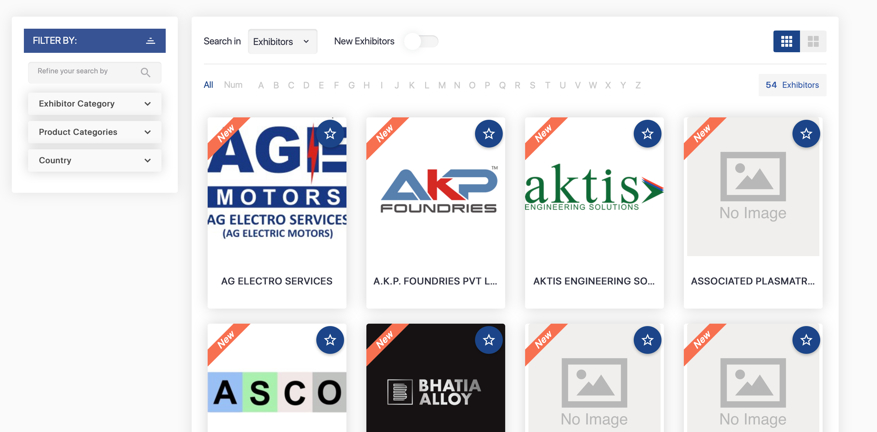 FILTER BY:
Refine your search by
Exhibitor Category
Product Categories
Country
Search in
Exhibitors
New Exhibitors
All Num A B C D E F G H I J K L M N O P Q R S T U V W X Y Z
54 Exhibitors
New
AGE
MOTORS
AG ELECTRO SERVICES
(AG ELECTRIC MOTORS)
AG ELECTRO SERVICES
New
AKP
™
FOUNDRIES
A.K.P. FOUNDRIES PVT L...
New
aktis
ENGINEERING SOLUTIONS
AKTIS ENGINEERING SO...
New
No Image
ASSOCIATED PLASMATR...
New
ASCO
New
BHATIA
ALLOY
New
No Image
New
No Image